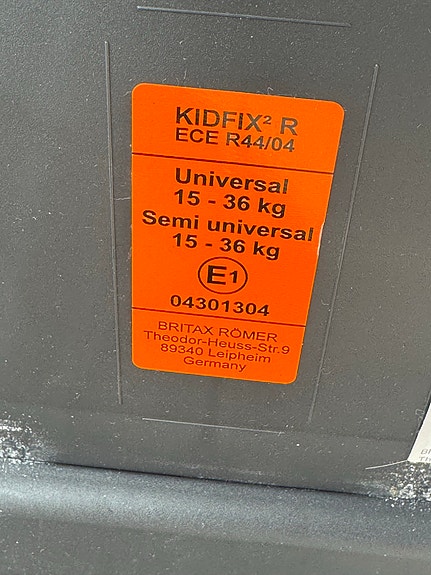 KIDFIX² R
ECE R44/04
Universal
15 - 36 kg
Semi universal
15 - 36 kg
E1
04301304
BRITAX RÖMER
Theodor-Heuss-Str.9
89340 Leipheim
Germany